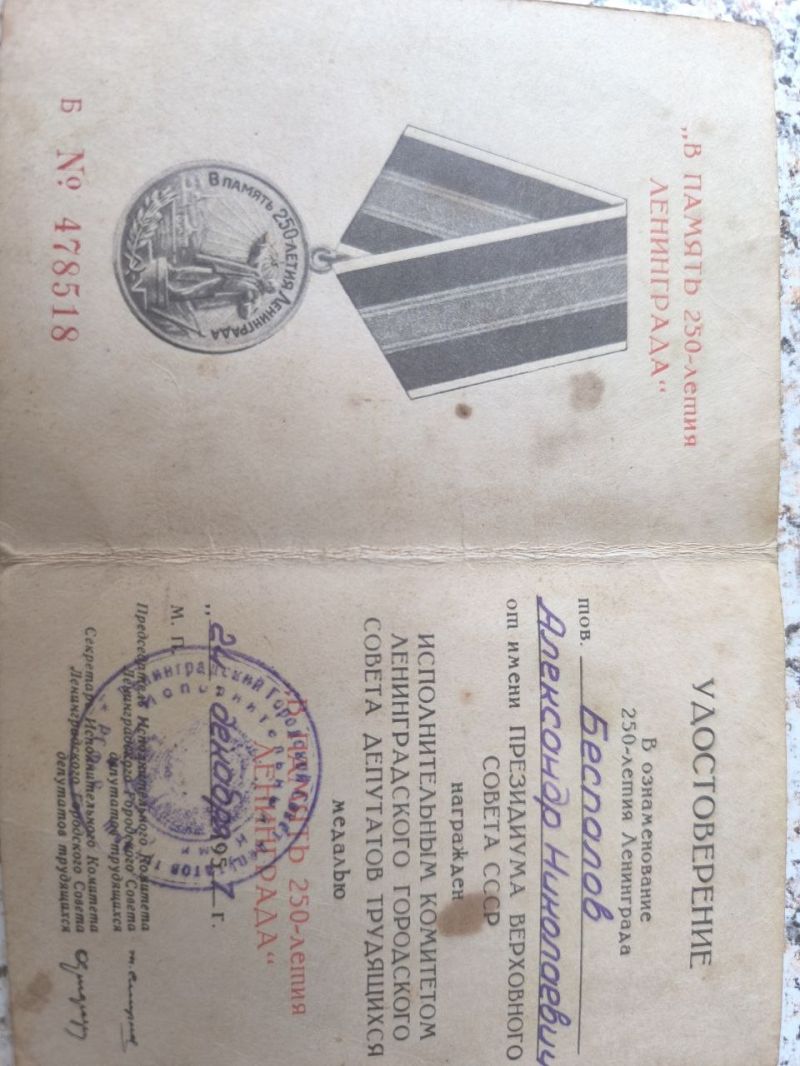 „В ПАМЯТЬ 250-летия
ЛЕНИНГРАДА“
В ПАМЯТЬ 250-ЛЕТИЯ ЛЕНИНГРАДА
Б № 478518
УДОСТОВЕРЕНИЕ
В ознаменование
250-летия Ленинграда
тов. Беспалов
Александр Николаевич
от имени ПРЕЗИДИУМА ВЕРХОВНОГО
СОВЕТА СССР
награжден
ИСПОЛНИТЕЛЬНЫМ КОМИТЕТОМ
ЛЕНИНГРАДСКОГО ГОРОДСКОГО
СОВЕТА ДЕПУТАТОВ ТРУДЯЩИХСЯ
медалью
„В ПАМЯТЬ 250-летия
ЛЕНИНГРАДА“
„24 декабря 1957 г.
М. П.
Председатель Исполнительного Комитета
Ленинградского Городского Совета
депутатов трудящихся
Секретарь Исполнительного Комитета
Ленинградского Городского Совета
депутатов трудящихся